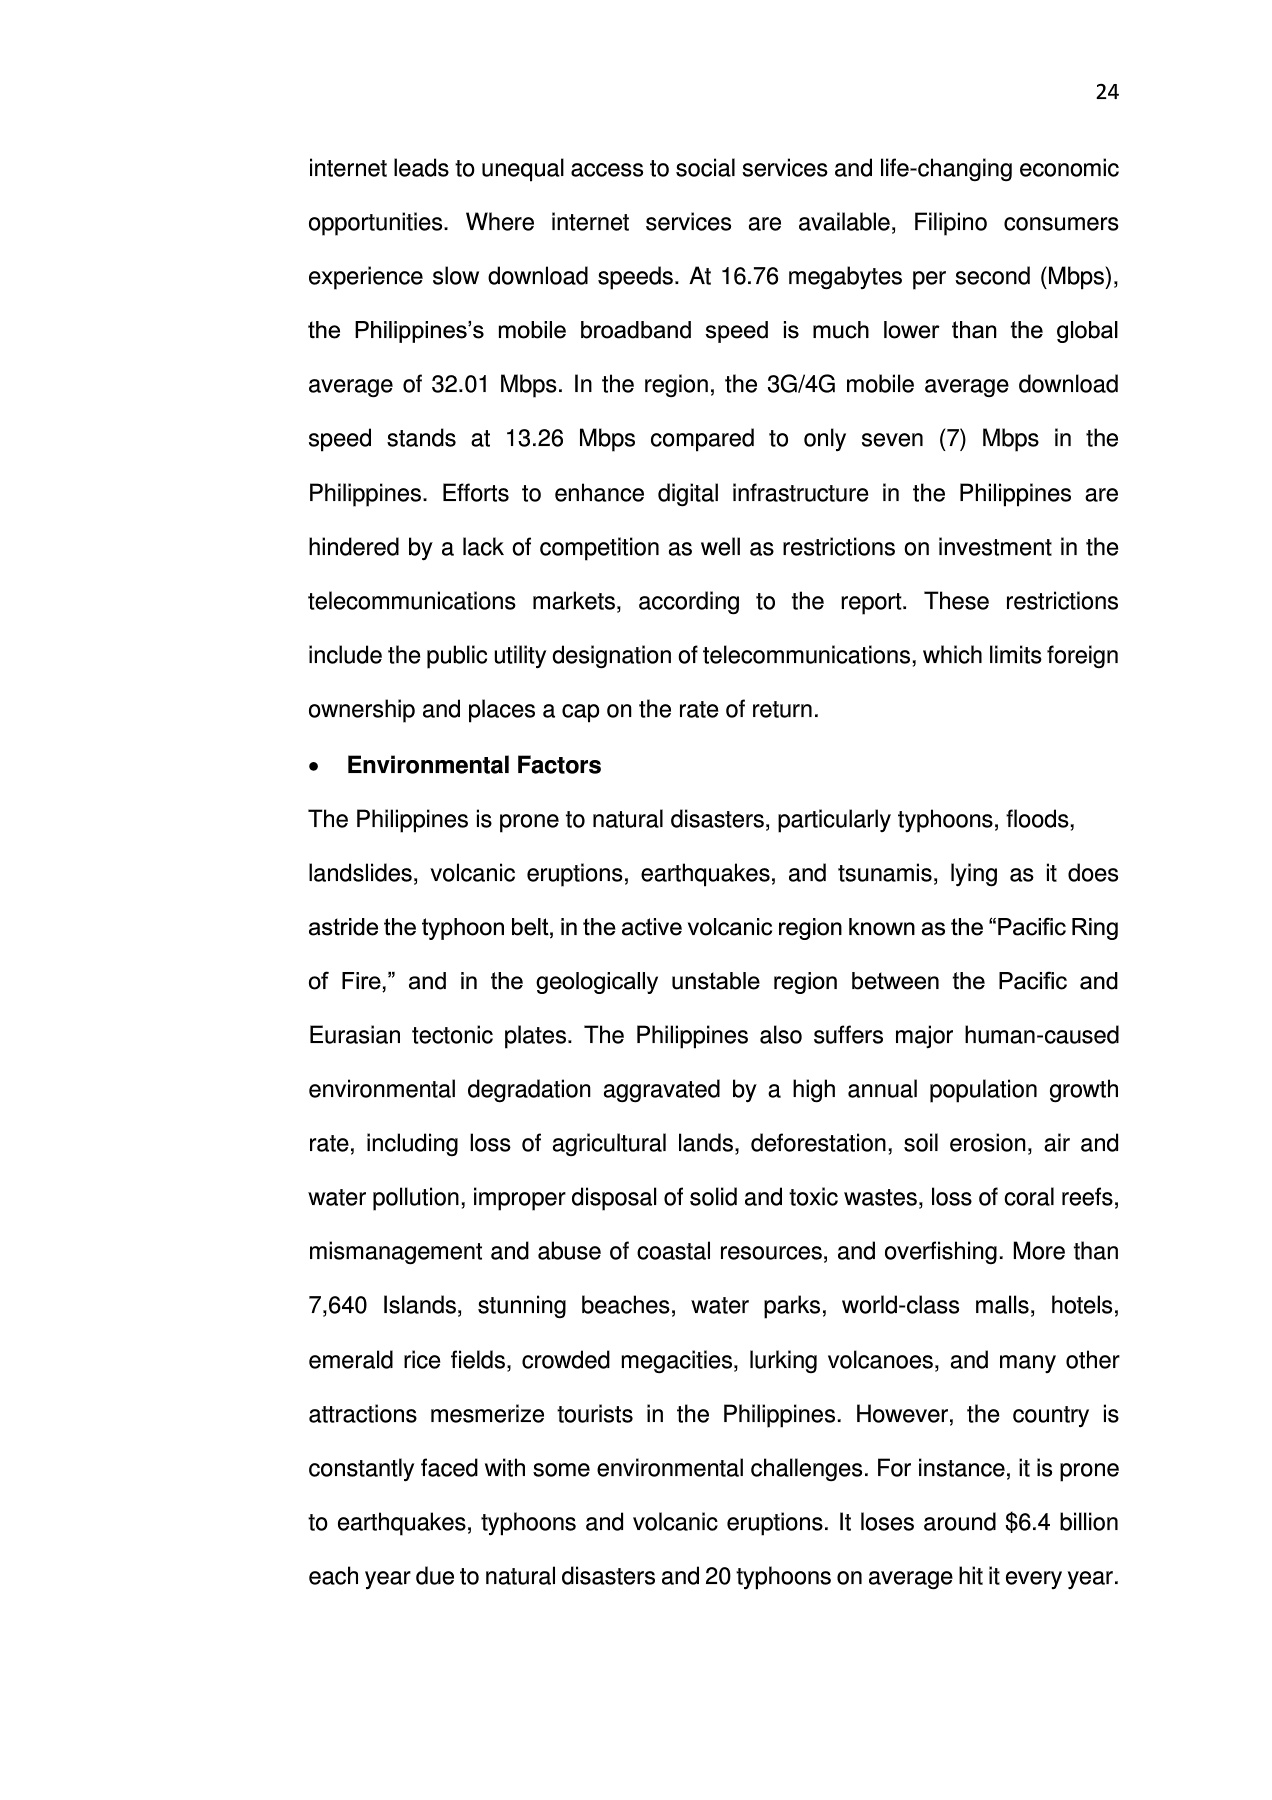 24
internet leads to unequal access to social services and life-changing economic
opportunities. Where internet services are available, Filipino consumers
experience slow download speeds. At 16.76 megabytes per second (Mbps),
the Philippines’s mobile broadband speed is much lower than the global
average of 32.01 Mbps. In the region, the 3G/4G mobile average download
speed stands at 13.26 Mbps compared to only seven (7) Mbps in the
Philippines. Efforts to enhance digital infrastructure in the Philippines are
hindered by a lack of competition as well as restrictions on investment in the
telecommunications markets, according to the report. These restrictions
include the public utility designation of telecommunications, which limits foreign
ownership and places a cap on the rate of return.
• Environmental Factors
The Philippines is prone to natural disasters, particularly typhoons, floods,
landslides, volcanic eruptions, earthquakes, and tsunamis, lying as it does
astride the typhoon belt, in the active volcanic region known as the “Pacific Ring
of Fire,” and in the geologically unstable region between the Pacific and
Eurasian tectonic plates. The Philippines also suffers major human-caused
environmental degradation aggravated by a high annual population growth
rate, including loss of agricultural lands, deforestation, soil erosion, air and
water pollution, improper disposal of solid and toxic wastes, loss of coral reefs,
mismanagement and abuse of coastal resources, and overfishing. More than
7,640 Islands, stunning beaches, water parks, world-class malls, hotels,
emerald rice fields, crowded megacities, lurking volcanoes, and many other
attractions mesmerize tourists in the Philippines. However, the country is
constantly faced with some environmental challenges. For instance, it is prone
to earthquakes, typhoons and volcanic eruptions. It loses around $6.4 billion
each year due to natural disasters and 20 typhoons on average hit it every year.